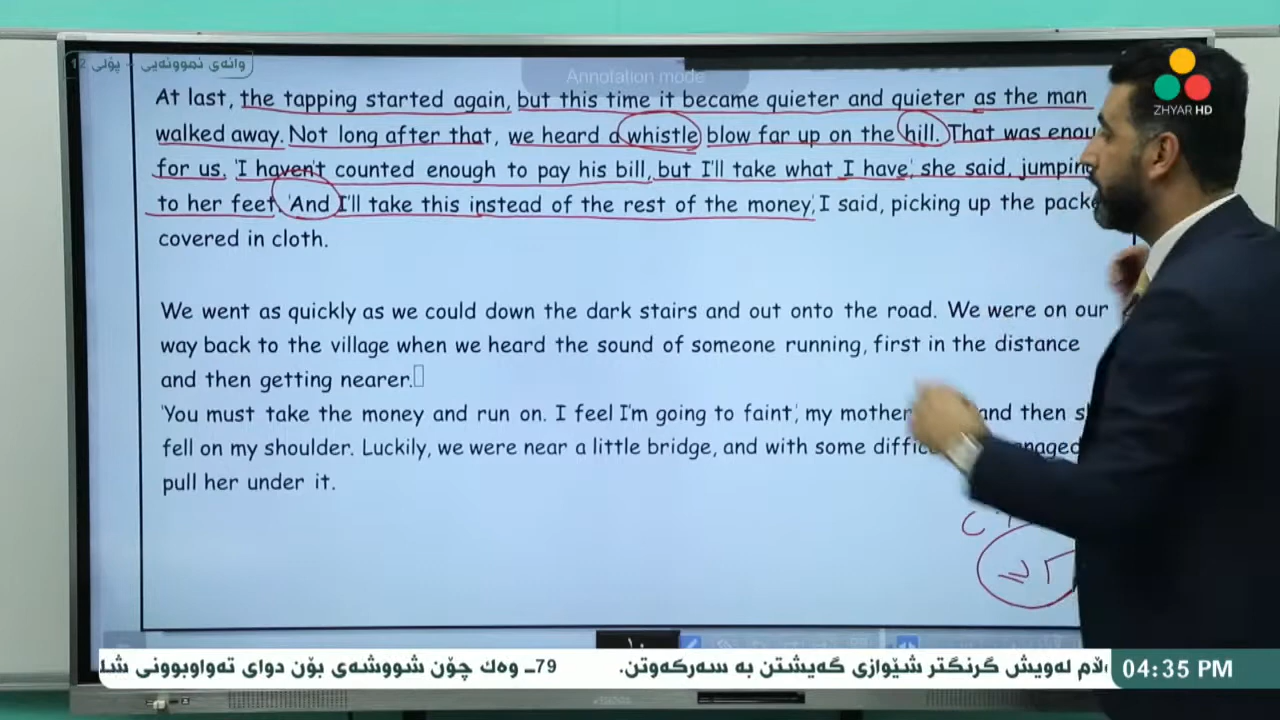 وانەی نموونەیی - پۆلی 12
Annotation mode
ZHYAR HD
At last, the tapping started again, but this time it became quieter and quieter as the man
walked away. Not long after that, we heard a whistle blow far up on the hill. That was
for us. 'I haven't counted enough to pay his bill, but I'll take what I have', she said, jumping
to her feet. 'And I'll take this instead of the rest of the money', I said, picking up the
covered in cloth.
We went as quickly as we could down the dark stairs and out onto the road. We were on our
way back to the village when we heard the sound of someone running, first in the distance
and then getting nearer.
'You must take the money and run on. I feel I'm going to faint', my mother and then
fell on my shoulder. Luckily, we were near a little bridge, and with some
pull her under it.
لەویش گرنگتر شێوازی گەیشتن بە سەرکەوتن. 79ـ وەک چۆن شووشەی بۆن دوای تەواوبوونی
04:35 PM